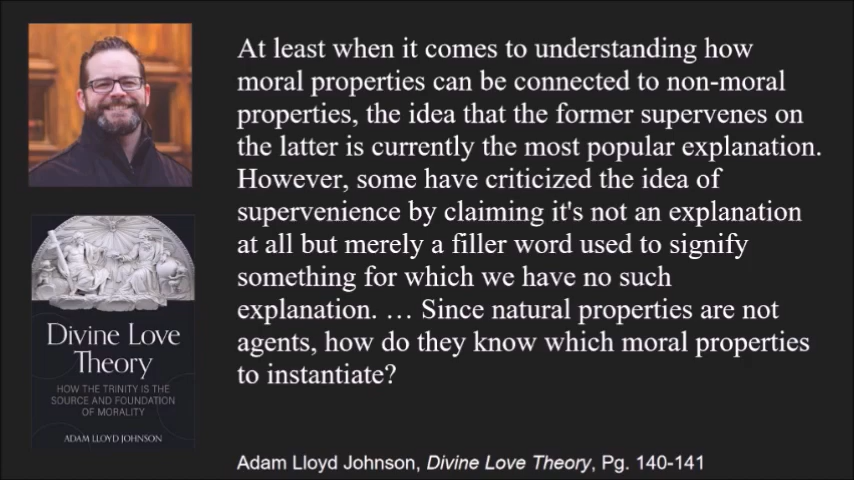 At least when it comes to understanding how
moral properties can be connected to non-moral
properties, the idea that the former supervenes on
the latter is currently the most popular explanation.
However, some have criticized the idea of
supervenience by claiming it's not an explanation
at all but merely a filler word used to signify
something for which we have no such
explanation. … Since natural properties are not
agents, how do they know which moral properties
to instantiate?
Adam Lloyd Johnson, Divine Love Theory, Pg. 140-141
Divine Love
Theory
HOW THE TRINITY IS THE
SOURCE AND FOUNDATION
OF MORALITY
ADAM LLOYD JOHNSON